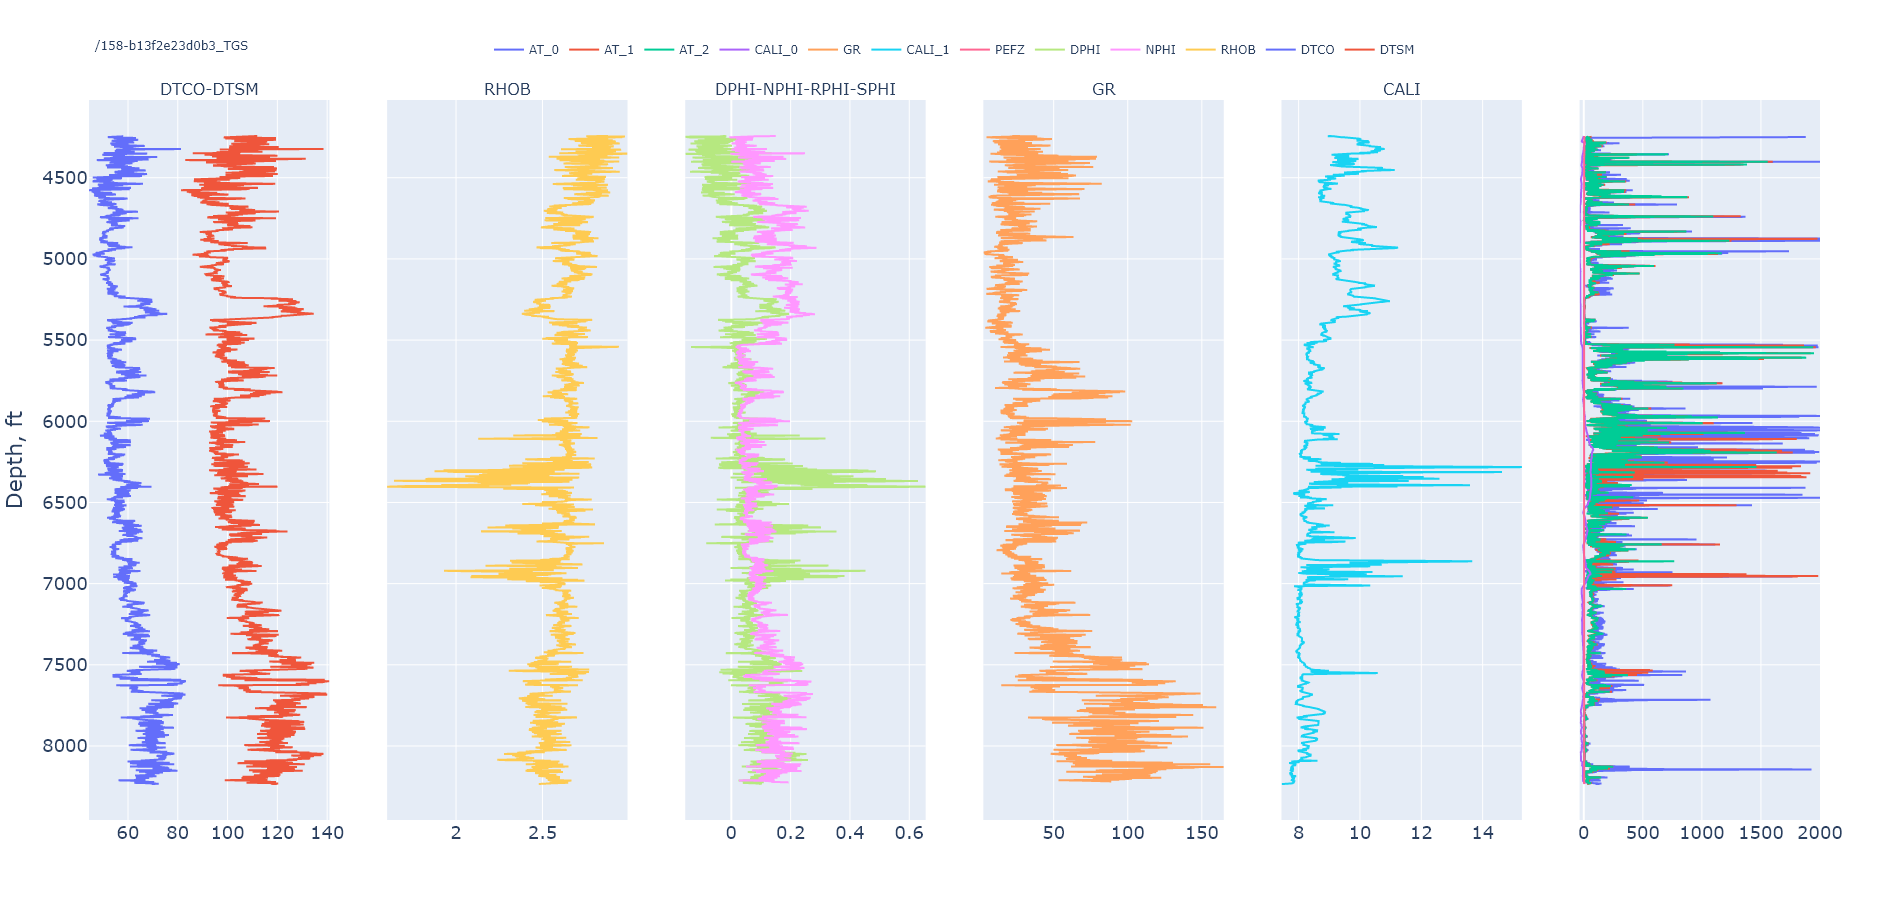 /158-b13f2e23d0b3_TGS
AT_0 AT_1 AT_2 CALI_0 GR CALI_1 PEFZ DPHI NPHI RHOB DTCO DTSM
DTCO-DTSM RHOB DPHI-NPHI-RPHI-SPHI GR CALI
Depth, ft
4500
5000
5500
6000
6500
7000
7500
8000
60 80 100 120 140 2 2.5 0 0.2 0.4 0.6 50 100 150 8 10 12 14 0 500 1000 1500 2000